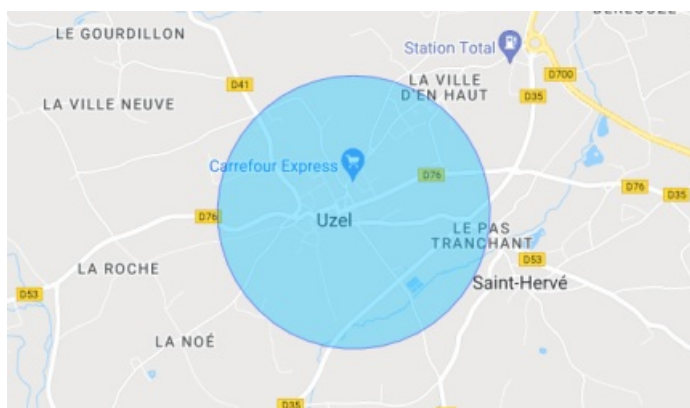 LE GOURDILLON
Station Total
D41
LA VILLE
D'EN HAUT
D700
LA VILLE NEUVE
D35
Carrefour Express
D76
D35
D76
Uzel
LE PAS
TRANCHANT
LA ROCHE
D53
Saint-Hervé
D53
LA NOÉ
D35